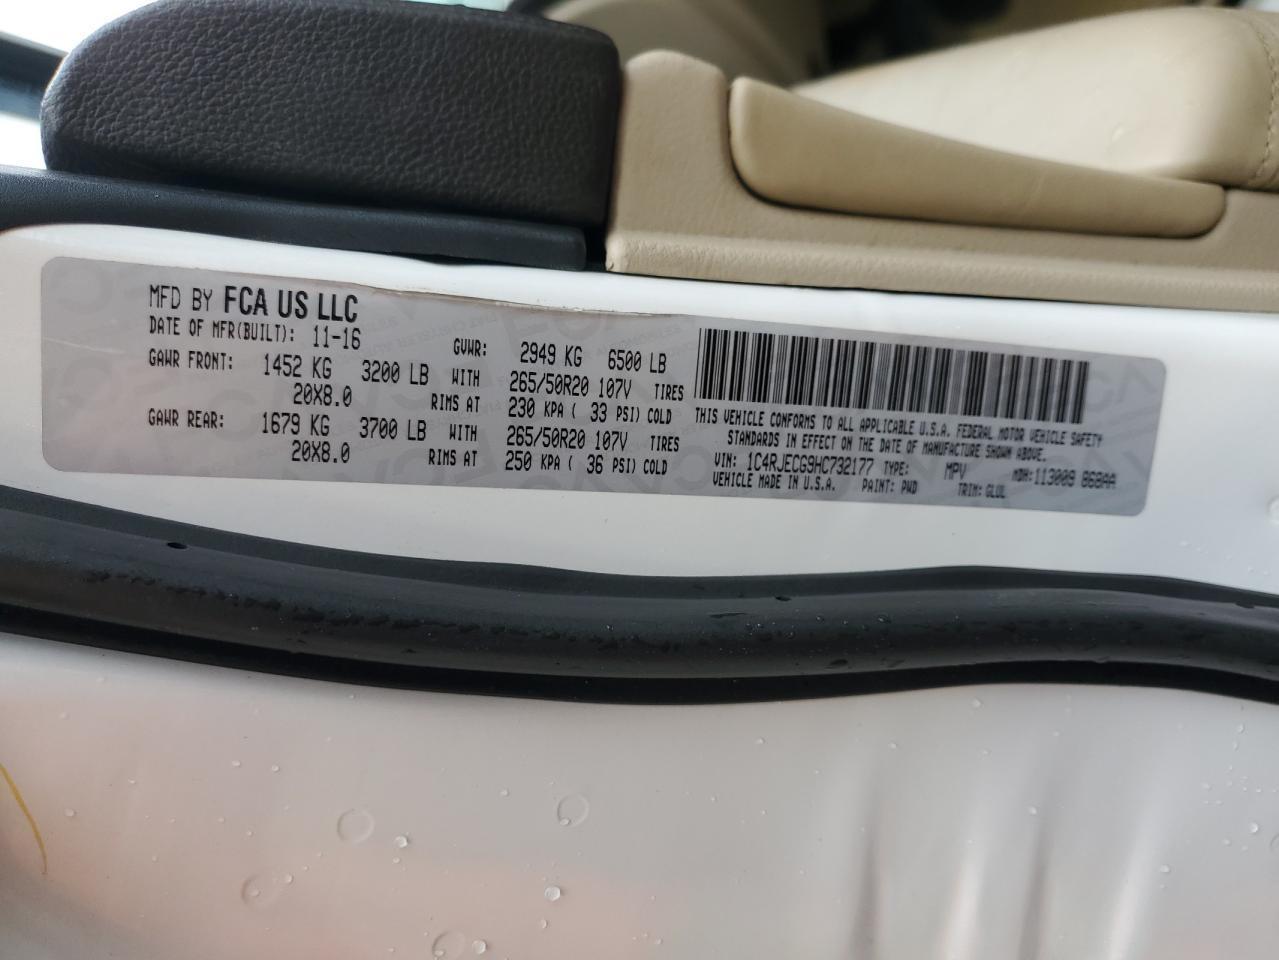 MFD BY FCA US LLC
DATE OF MFR(BUILT): 11-16 GVWR: 2949 KG 6500 LB
GAWR FRONT: 1452 KG 3200 LB WITH 265/50R20 107V TIRES
20X8.0 RIMS AT 230 KPA ( 33 PSI) COLD
GAWR REAR: 1679 KG 3700 LB WITH 265/50R20 107V TIRES
20X8.0 RIMS AT 250 KPA ( 36 PSI) COLD
THIS VEHICLE CONFORMS TO ALL APPLICABLE U.S.A. FEDERAL MOTOR VEHICLE SAFETY
STANDARDS IN EFFECT ON THE DATE OF MANUFACTURE SHOWN ABOVE.
VIN: 1C4RJECG9HC732177 TYPE: MPV MDH: 113009 868AA
VEHICLE MADE IN U.S.A. PAINT: PWD TRIM: GLUL